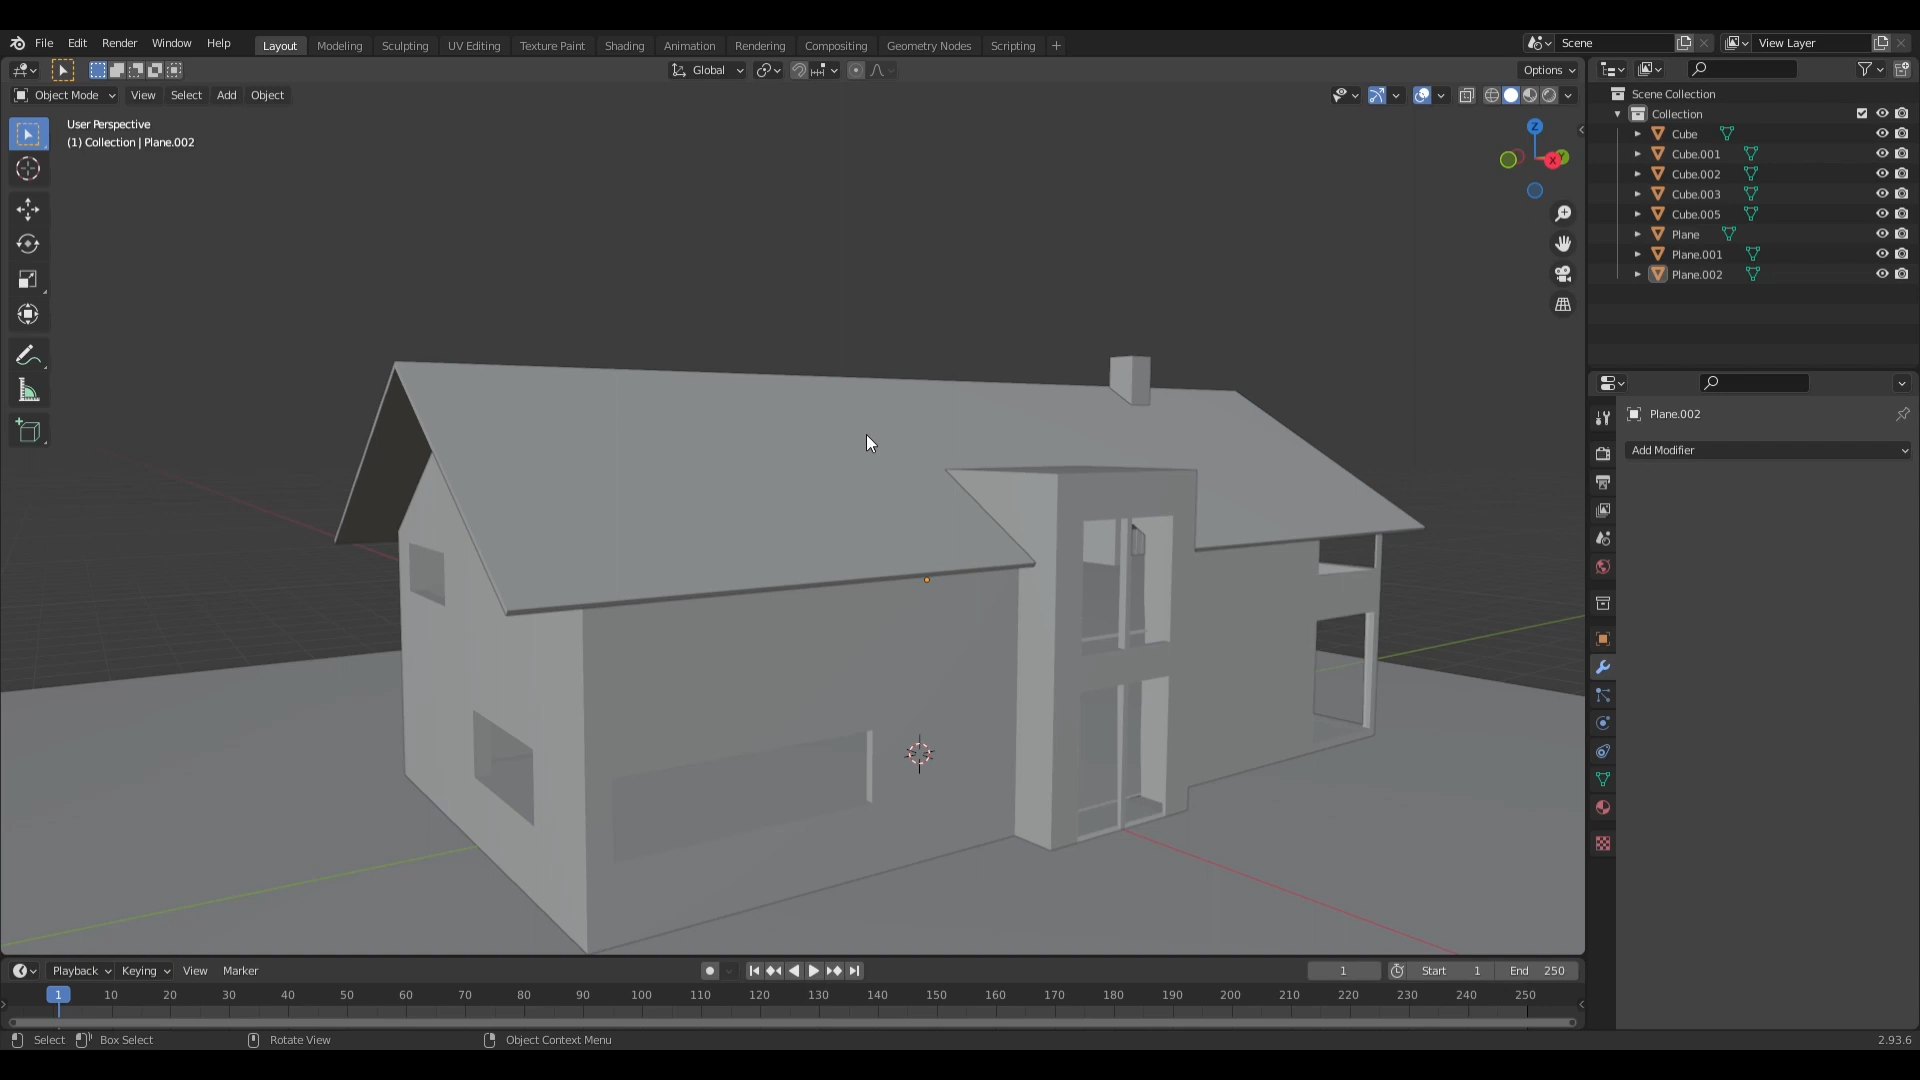 File Edit Render Window Help Layout Modeling Sculpting UV Editing Texture Paint Shading Animation Rendering Compositing Geometry Nodes Scripting + Scene View Layer
Global Options
Object Mode View Select Add Object
User Perspective
(1) Collection | Plane.002
Z
Y
X
Scene Collection
Collection
Cube
Cube.001
Cube.002
Cube.003
Cube.005
Plane
Plane.001
Plane.002
Plane.002
Add Modifier
Playback Keying View Marker 1 Start 1 End 250
1 10 20 30 40 50 60 70 80 90 100 110 120 130 140 150 160 170 180 190 200 210 220 230 240 250
Select Box Select Rotate View Object Context Menu 2.93.6